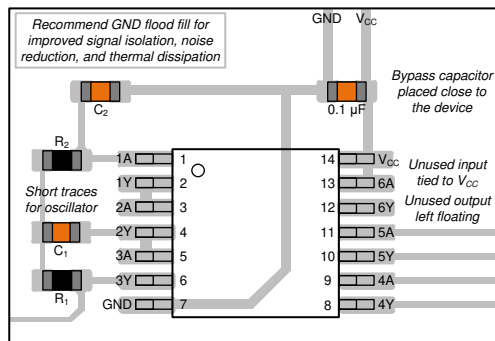 GND VCC
Recommend GND flood fill for
improved signal isolation, noise
reduction, and thermal dissipation
C2
0.1 µF
Bypass capacitor
placed close to
the device
R2
1A 1 14 VCC
1Y 2 13 6A
Unused input
tied to VCC
2A 3 12 6Y
Unused output
left floating
Short traces
for oscillator
2Y 4 11 5A
C1
3A 5 10 5Y
3Y 6 9 4A
R1
GND 7 8 4Y